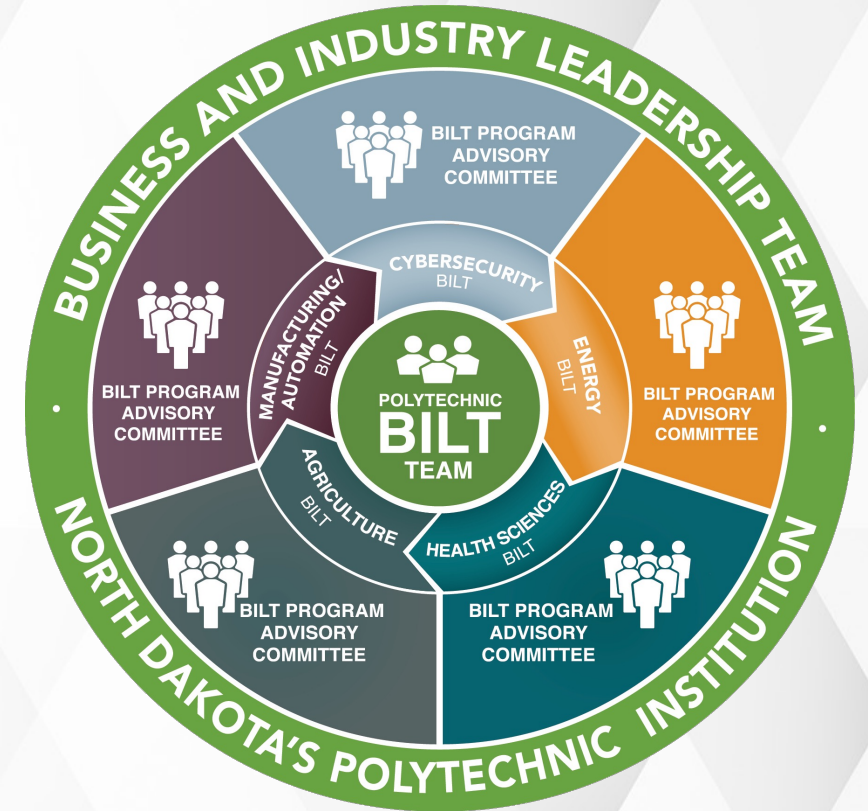 BUSINESS AND INDUSTRY LEADERSHIP TEAM
BILT PROGRAM
ADVISORY
COMMITTEE
CYBERSECURITY
BILT
BILT PROGRAM
ADVISORY
COMMITTEE
MANUFACTURING/
AUTOMATION
BILT
ENERGY
BILT
BILT PROGRAM
ADVISORY
COMMITTEE
POLYTECHNIC
BILT
TEAM
AGRICULTURE
BILT
HEALTH SCIENCES
BILT
BILT PROGRAM
ADVISORY
COMMITTEE
BILT PROGRAM
ADVISORY
COMMITTEE
NORTH DAKOTA'S POLYTECHNIC INSTITUTION